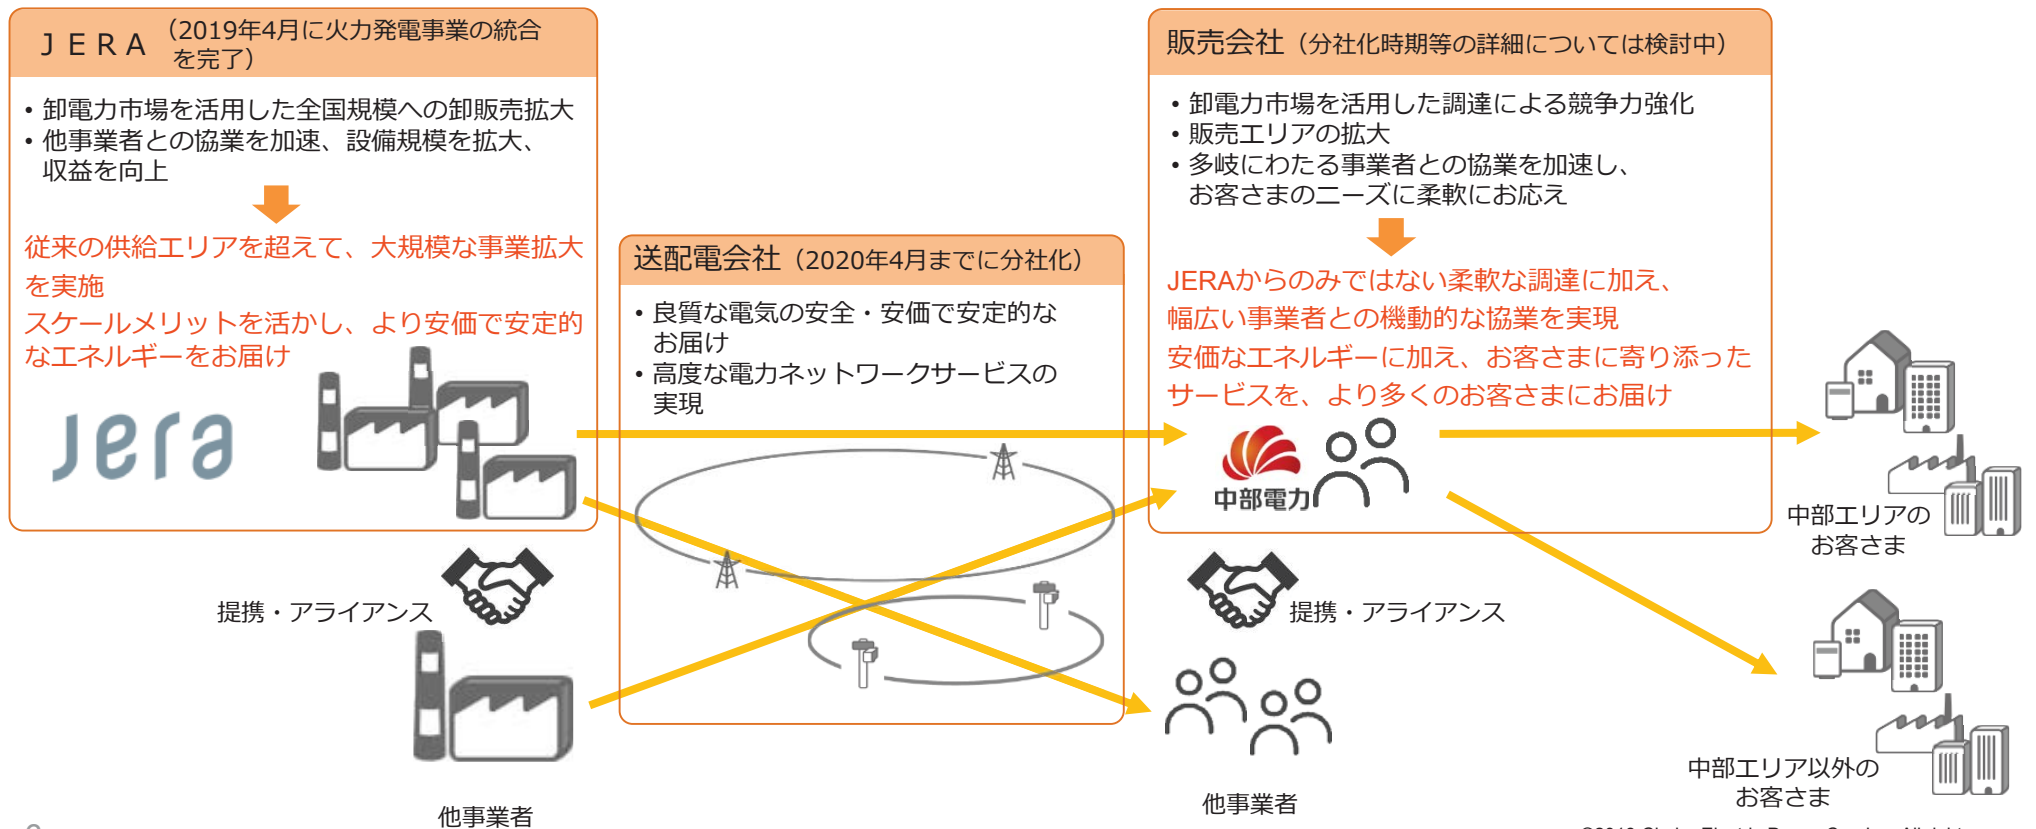 ＪＥＲＡ（2019年4月に火力発電事業の統合
を完了）
・卸電力市場を活用した全国規模への卸販売拡大
・他事業者との協業を加速、設備規模を拡大、
収益を向上
従来の供給エリアを超えて、大規模な事業拡大
を実施
スケールメリットを活かし、より安価で安定的
なエネルギーをお届け
Jera
提携・アライアンス
他事業者
送配電会社（2020年4月までに分社化）
・良質な電気の安全・安価で安定的な
お届け
・高度な電力ネットワークサービスの
実現
販売会社（分社化時期等の詳細については検討中）
・卸電力市場を活用した調達による競争力強化
・販売エリアの拡大
・多岐にわたる事業者との協業を加速し、
お客さまのニーズに柔軟にお応え
JERAからのみではない柔軟な調達に加え、
幅広い事業者との機動的な協業を実現
安価なエネルギーに加え、お客さまに寄り添った
サービスを、より多くのお客さまにお届け
中部電力
提携・アライアンス
他事業者
中部エリアの
お客さま
中部エリア以外の
お客さま